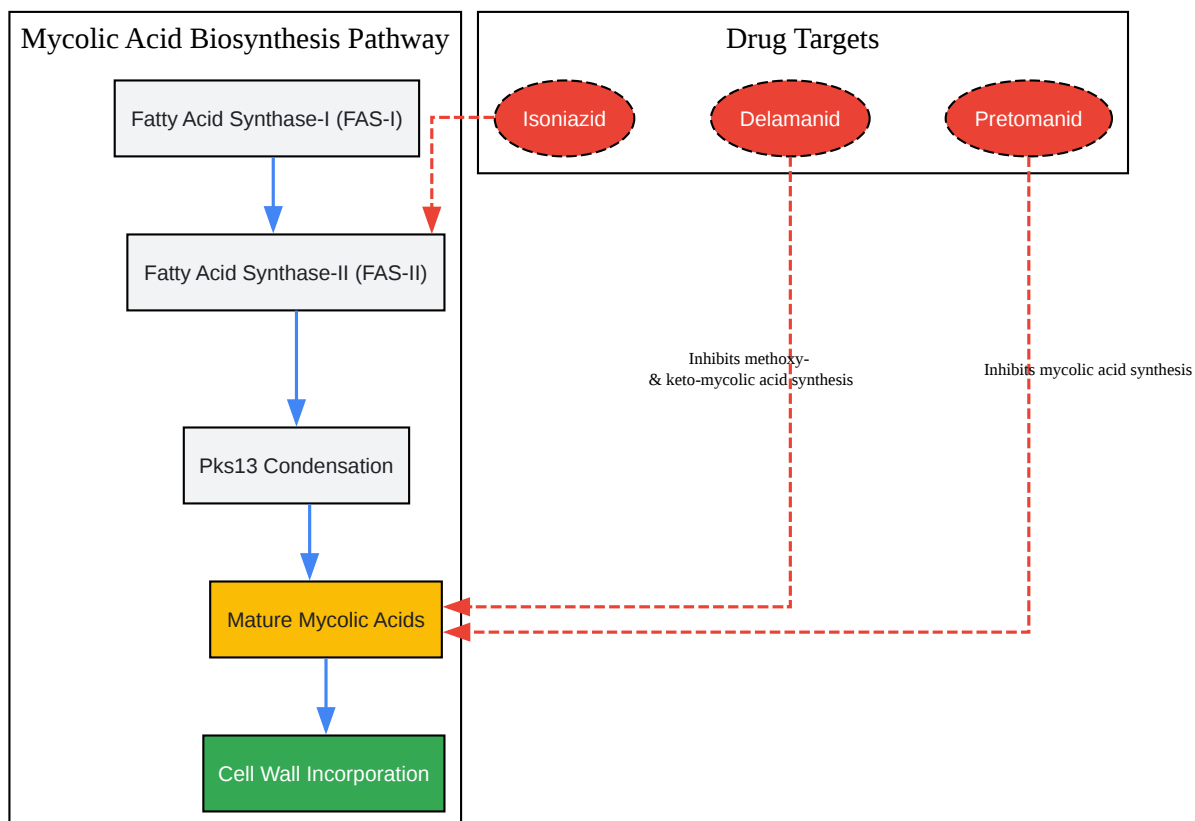 Mycolic Acid Biosynthesis Pathway
Fatty Acid Synthase-I (FAS-I)
Fatty Acid Synthase-II (FAS-II)
Pks13 Condensation
Mature Mycolic Acids
Cell Wall Incorporation
Drug Targets
Isoniazid
Delamanid
Pretomanid
Inhibits methoxy-
& keto-mycolic acid synthesis
Inhibits mycolic acid synthesis